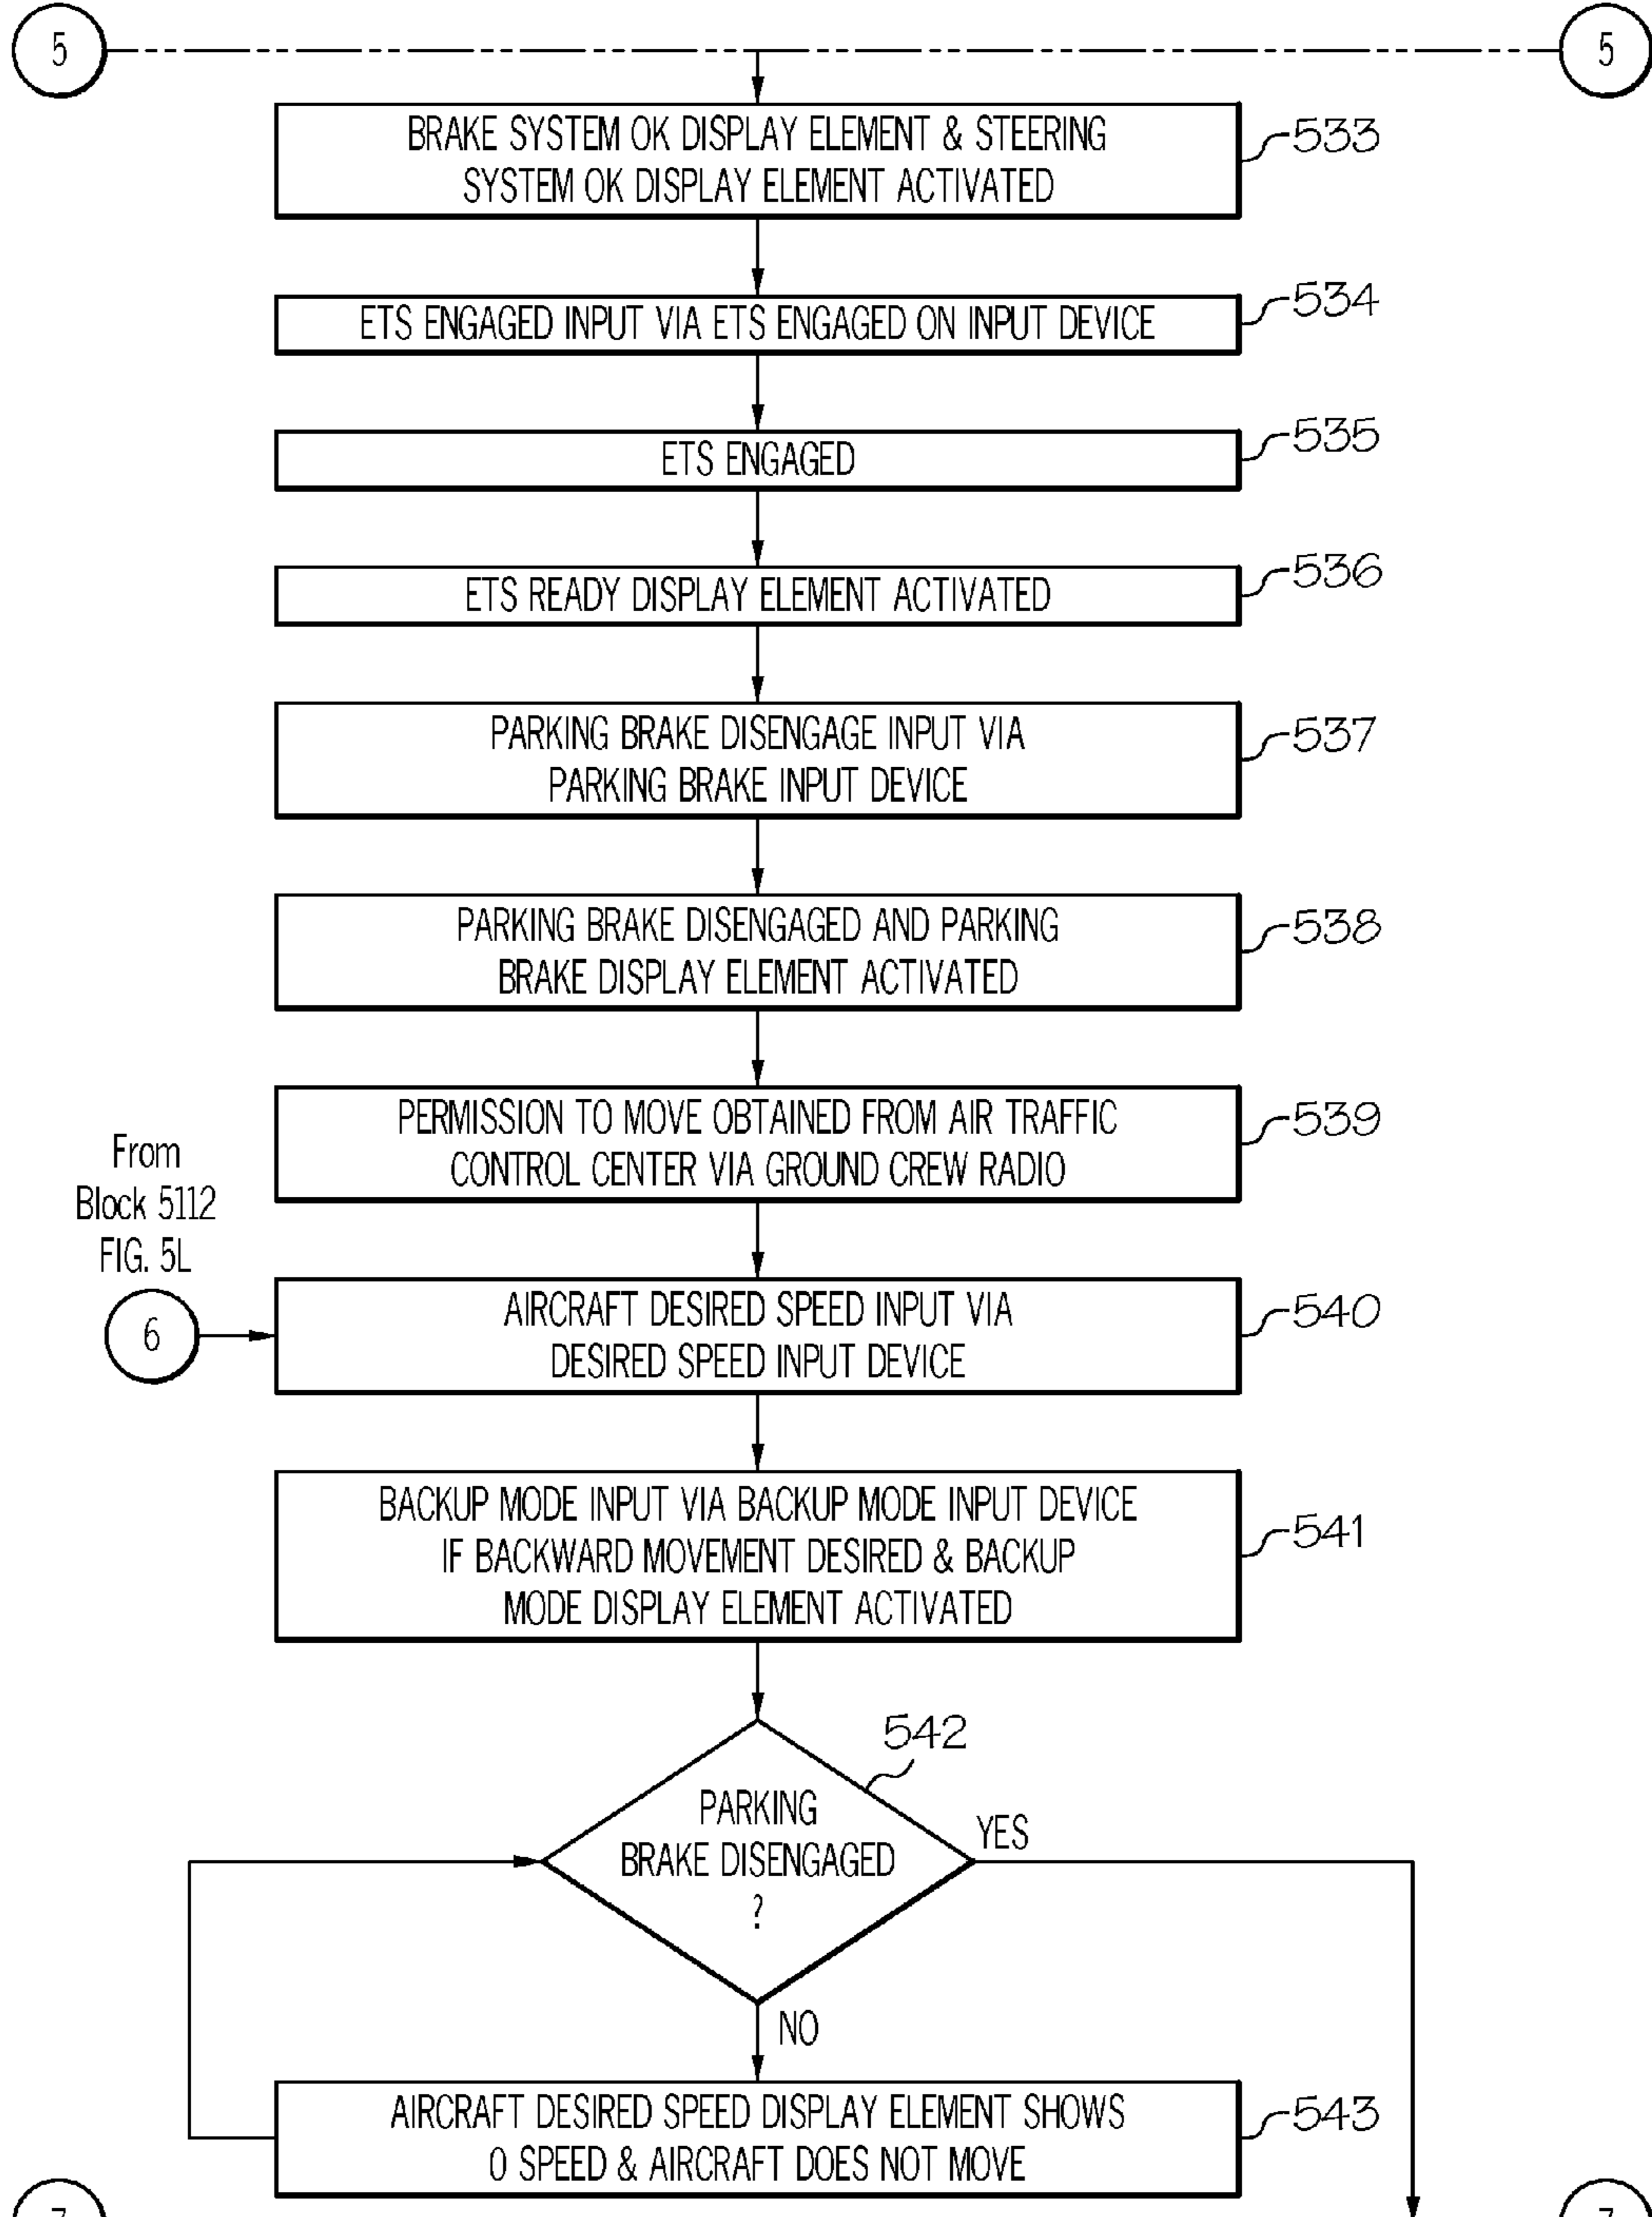 5
5
BRAKE SYSTEM OK DISPLAY ELEMENT & STEERING
SYSTEM OK DISPLAY ELEMENT ACTIVATED
533
ETS ENGAGED INPUT VIA ETS ENGAGED ON INPUT DEVICE
534
ETS ENGAGED
535
ETS READY DISPLAY ELEMENT ACTIVATED
536
PARKING BRAKE DISENGAGE INPUT VIA
PARKING BRAKE INPUT DEVICE
537
PARKING BRAKE DISENGAGED AND PARKING
BRAKE DISPLAY ELEMENT ACTIVATED
538
PERMISSION TO MOVE OBTAINED FROM AIR TRAFFIC
CONTROL CENTER VIA GROUND CREW RADIO
539
From
Block 5112
FIG. 5L
6
AIRCRAFT DESIRED SPEED INPUT VIA
DESIRED SPEED INPUT DEVICE
540
BACKUP MODE INPUT VIA BACKUP MODE INPUT DEVICE
IF BACKWARD MOVEMENT DESIRED & BACKUP
MODE DISPLAY ELEMENT ACTIVATED
541
542
PARKING
BRAKE DISENGAGED
?
YES
NO
AIRCRAFT DESIRED SPEED DISPLAY ELEMENT SHOWS
0 SPEED & AIRCRAFT DOES NOT MOVE
543